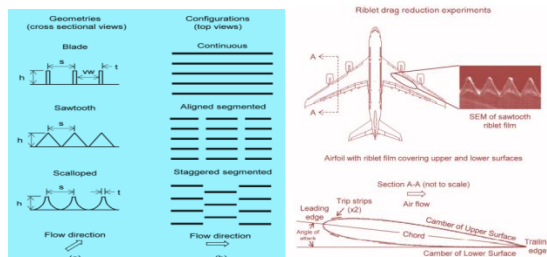 Geometries
(cross sectional views)
Blade
s
t
h
vw
Sawtooth
s
h
Scalloped
s
t
h
Flow direction
(a)
Configurations
(top views)
Continuous
Aligned segmented
Staggered segmented
Flow direction
(b)
Riblet drag reduction experiments
A
A
SEM of sawtooth
riblet film
Airfoil with riblet film covering upper and lower surfaces
Section A-A (not to scale)
Leading
edge
Trip strips
(x2)
Air flow
Camber of Upper Surface
Angle of
attack
Chord
Trailin
edge
Camber of Lower Surface